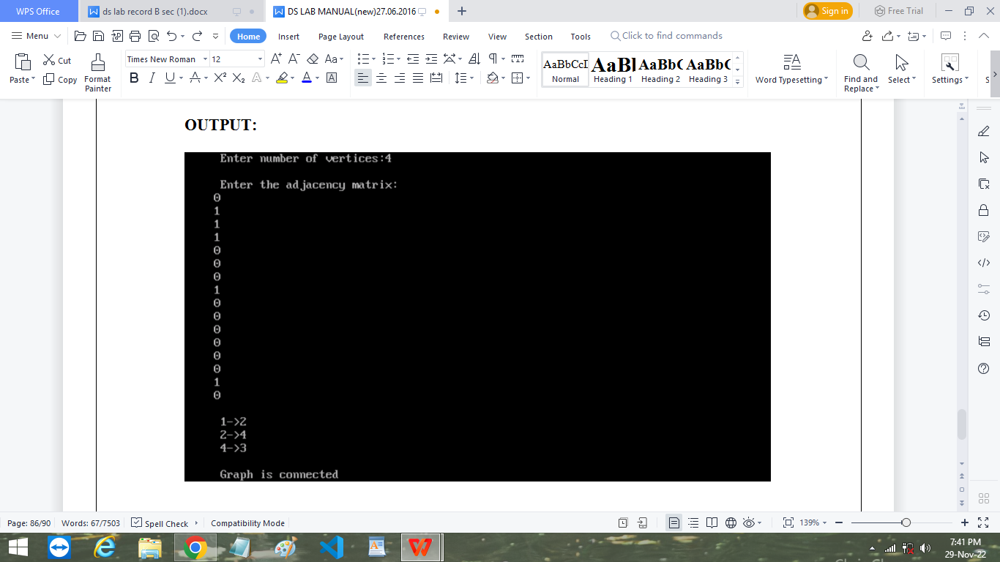 WPS Office
ds lab record B sec (1).docx
DS LAB MANUAL(new)27.06.2016
Sign in
Free Trial
Menu
Home
Insert
Page Layout
References
Review
View
Section
Tools
Click to find commands
Paste
Cut
Copy
Format
Painter
Times New Roman
12
AaBbCcD
Normal
AaBb
Heading 1
AaBbC
Heading 2
AaBbC
Heading 3
Word Typesetting
Find and
Replace
Select
Settings
S
OUTPUT:
Enter number of vertices:4
Enter the adjacency matrix:
0
1
1
1
0
0
0
1
0
0
0
0
0
0
1
0
1->2
2->4
4->3
Graph is connected
Page: 86/90
Words: 67/7503
Spell Check
Compatibility Mode
139%
7:41 PM
29-Nov-22